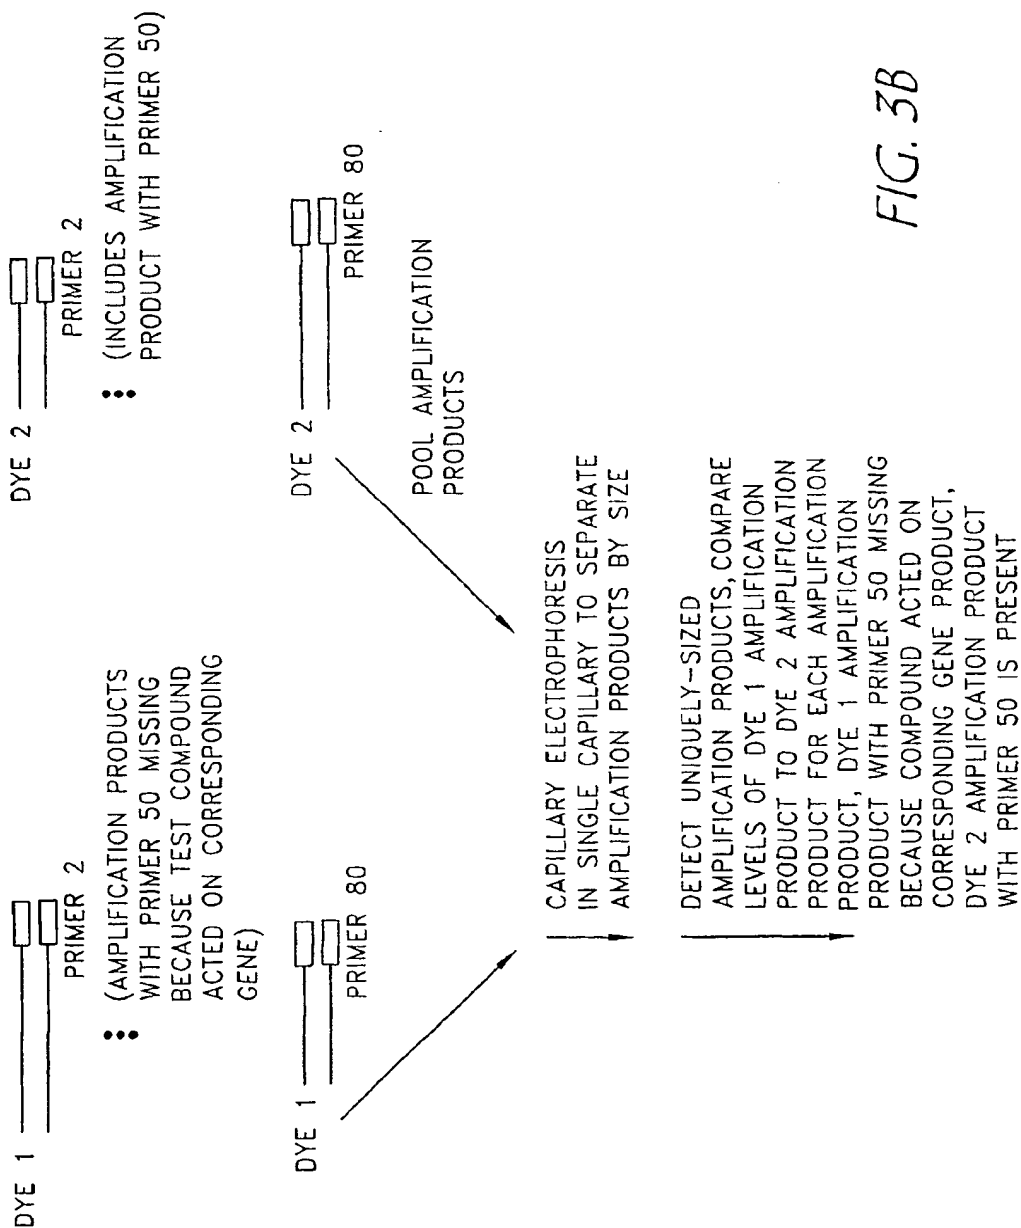 DYE 1
PRIMER 2
(AMPLIFICATION PRODUCTS
WITH PRIMER 50 MISSING
BECAUSE TEST COMPOUND
ACTED ON CORRESPONDING
GENE)
DYE 1
PRIMER 80
DYE 2
PRIMER 2
(INCLUDES AMPLIFICATION
PRODUCT WITH PRIMER 50)
DYE 2
PRIMER 80
POOL AMPLIFICATION
PRODUCTS
CAPILLARY ELECTROPHORESIS
IN SINGLE CAPILLARY TO SEPARATE
AMPLIFICATION PRODUCTS BY SIZE
DETECT UNIQUELY-SIZED
AMPLIFICATION PRODUCTS, COMPARE
LEVELS OF DYE 1 AMPLIFICATION
PRODUCT TO DYE 2 AMPLIFICATION
PRODUCT FOR EACH AMPLIFICATION
PRODUCT, DYE 1 AMPLIFICATION
PRODUCT WITH PRIMER 50 MISSING
BECAUSE COMPOUND ACTED ON
CORRESPONDING GENE PRODUCT,
DYE 2 AMPLIFICATION PRODUCT
WITH PRIMER 50 IS PRESENT
FIG. 3B